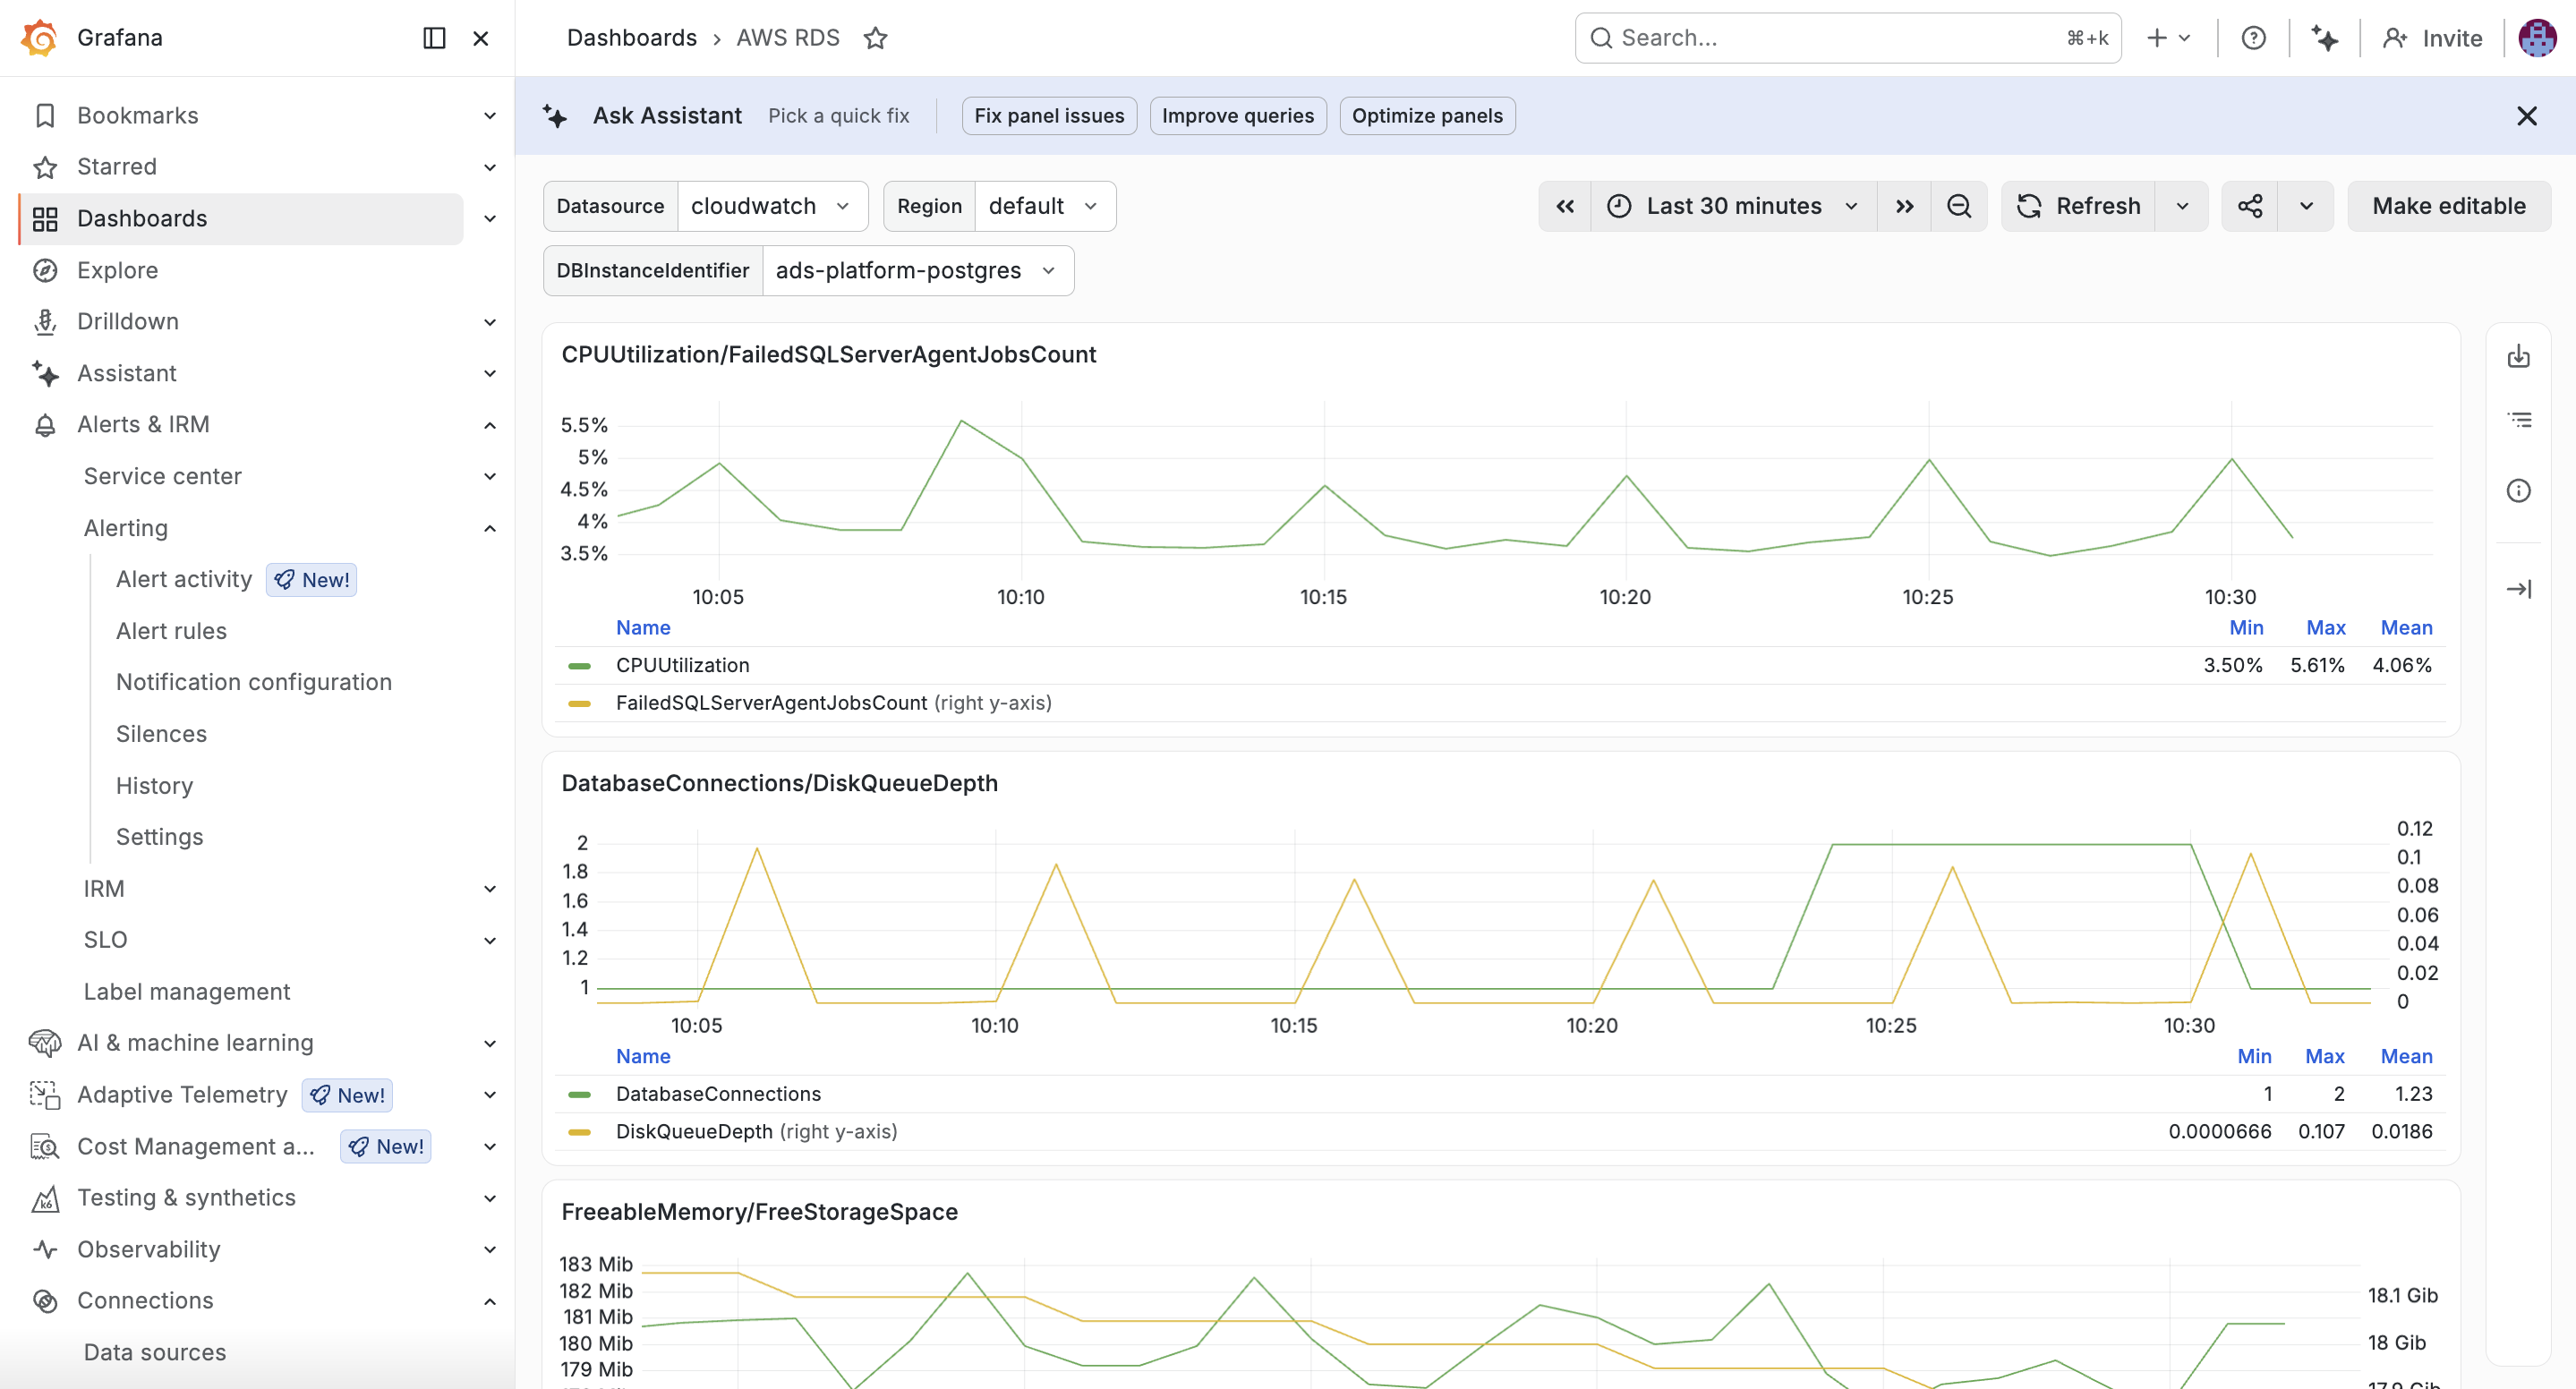 Grafana
Dashboards › AWS RDS
Search... ⌘+k
Invite
Bookmarks
Starred
Dashboards
Explore
Drilldown
Assistant
Alerts & IRM
Service center
Alerting
Alert activity New!
Alert rules
Notification configuration
Silences
History
Settings
IRM
SLO
Label management
AI & machine learning
Adaptive Telemetry New!
Cost Management a... New!
k6 Testing & synthetics
Observability
Connections
Data sources
Ask Assistant Pick a quick fix Fix panel issues Improve queries Optimize panels
Datasource cloudwatch Region default
Last 30 minutes Refresh Make editable
DBInstanceIdentifier ads-platform-postgres
CPUUtilization/FailedSQLServerAgentJobsCount
5.5%
5%
4.5%
4%
3.5%
10:05 10:10 10:15 10:20 10:25 10:30
Name Min Max Mean
CPUUtilization 3.50% 5.61% 4.06%
FailedSQLServerAgentJobsCount (right y-axis)
DatabaseConnections/DiskQueueDepth
2 0.12
1.8 0.1
1.6 0.08
1.4 0.06
1.2 0.04
1 0.02
0
10:05 10:10 10:15 10:20 10:25 10:30
Name Min Max Mean
DatabaseConnections 1 2 1.23
DiskQueueDepth (right y-axis) 0.0000666 0.107 0.0186
FreeableMemory/FreeStorageSpace
183 Mib
182 Mib 18.1 Gib
181 Mib
180 Mib 18 Gib
179 Mib